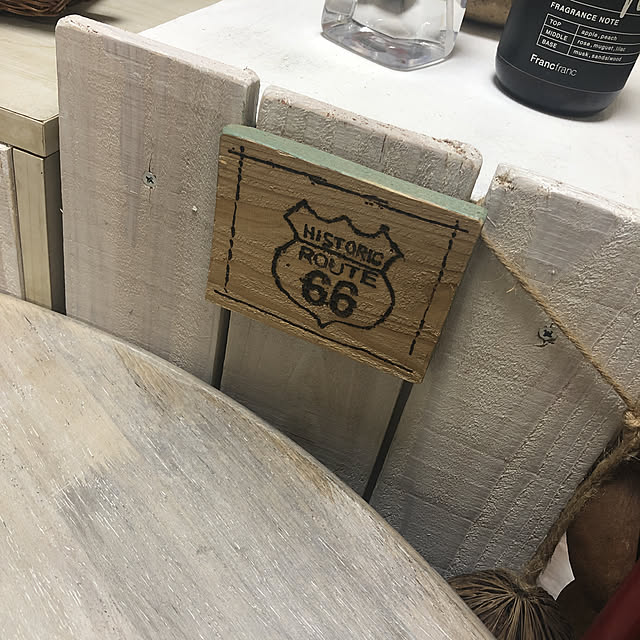 FRAGRANCE NOTE
TOP apple, peach
MIDDLE rose, muguet, lilac
BASE musk, sandalwood
Francfranc
HISTORIC
ROUTE
66